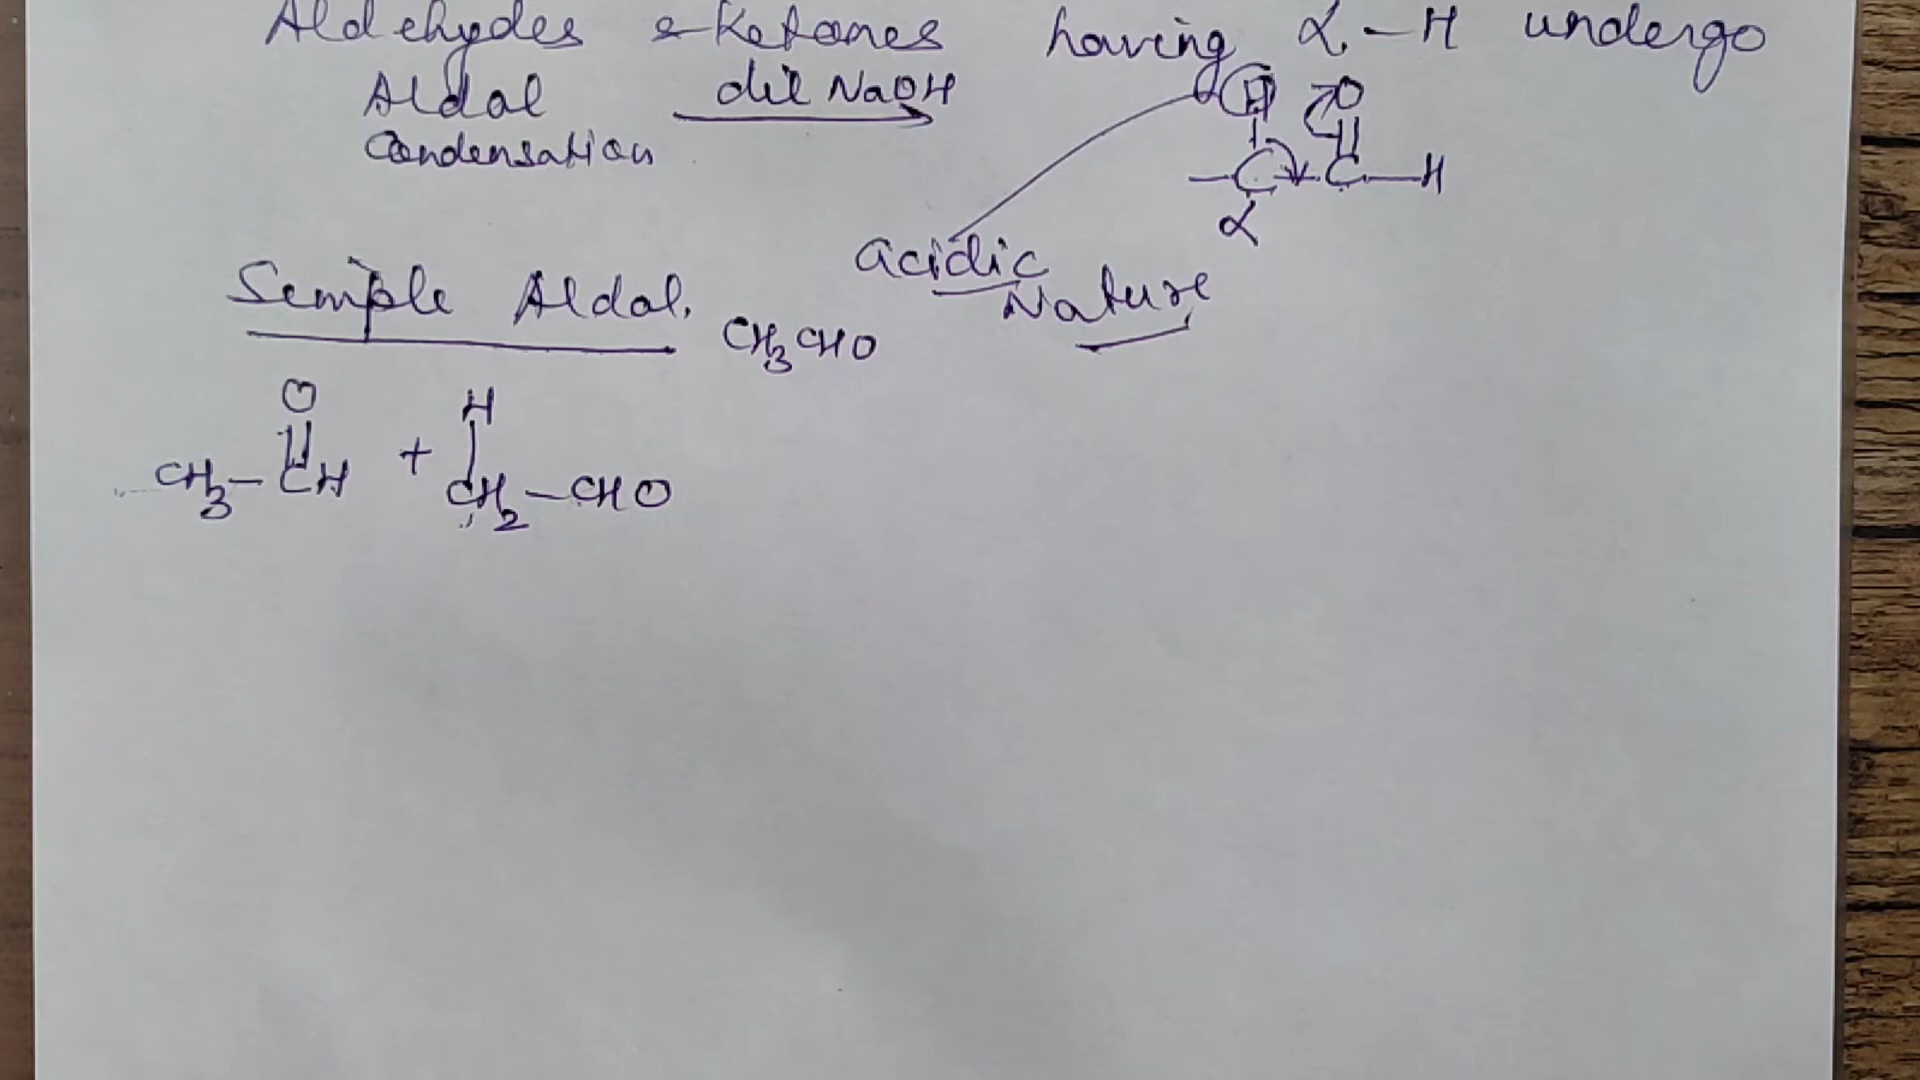 Aldehydes & Ketones having α-H undergo
Aldol dil NaOH
Condensation
H O
-C-C-H
α
acidic
Nature
Simple Aldol.
CH3CHO
O H
CH3-CH + CH2-CHO